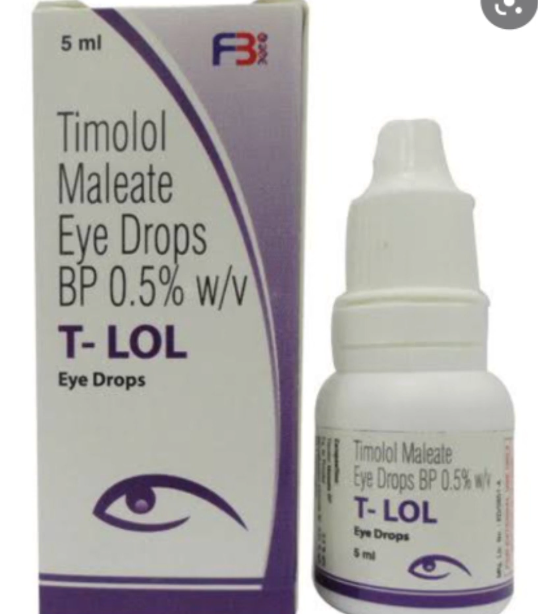 5 ml
FB
Timolol
Maleate
Eye Drops
BP 0.5% w/v
T- LOL
Eye Drops
Timolol Maleate
Eye Drops BP 0.5% w/v
T- LOL
Eye Drops
5 ml